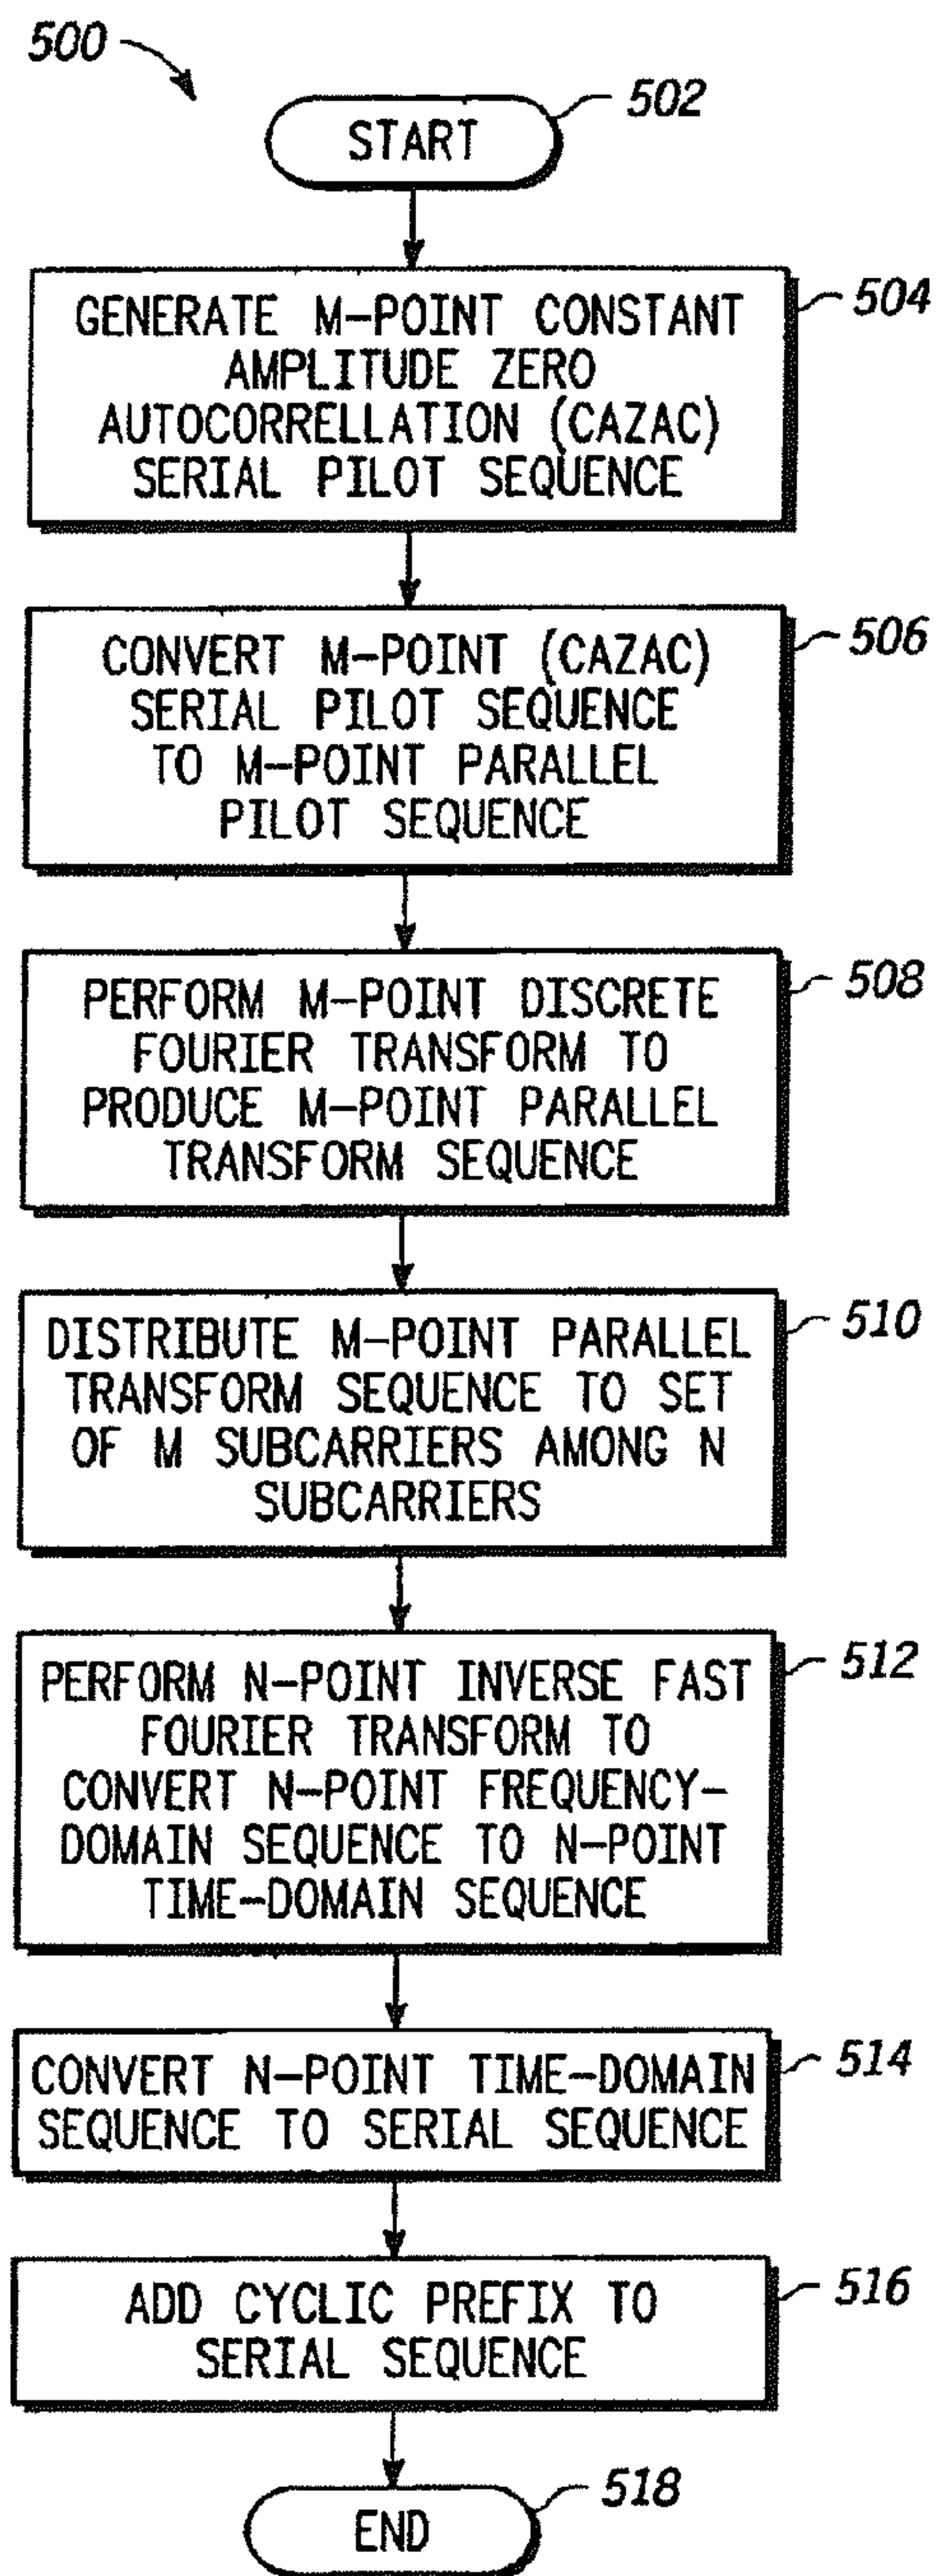 500
502
START
504
GENERATE M-POINT CONSTANT
AMPLITUDE ZERO
AUTOCORRELLATION (CAZAC)
SERIAL PILOT SEQUENCE
506
CONVERT M-POINT (CAZAC)
SERIAL PILOT SEQUENCE
TO M-POINT PARALLEL
PILOT SEQUENCE
508
PERFORM M-POINT DISCRETE
FOURIER TRANSFORM TO
PRODUCE M-POINT PARALLEL
TRANSFORM SEQUENCE
510
DISTRIBUTE M-POINT PARALLEL
TRANSFORM SEQUENCE TO SET
OF M SUBCARRIERS AMONG N
SUBCARRIERS
512
PERFORM N-POINT INVERSE FAST
FOURIER TRANSFORM TO
CONVERT N-POINT FREQUENCY-
DOMAIN SEQUENCE TO N-POINT
TIME-DOMAIN SEQUENCE
514
CONVERT N-POINT TIME-DOMAIN
SEQUENCE TO SERIAL SEQUENCE
516
ADD CYCLIC PREFIX TO
SERIAL SEQUENCE
518
END